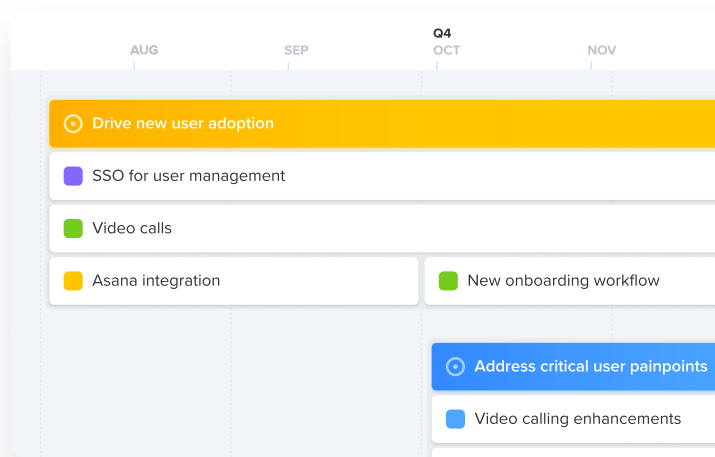 Q4
AUG SEP OCT NOV
Drive new user adoption
SSO for user management
Video calls
Asana integration New onboarding workflow
Address critical user painpoints
Video calling enhancements